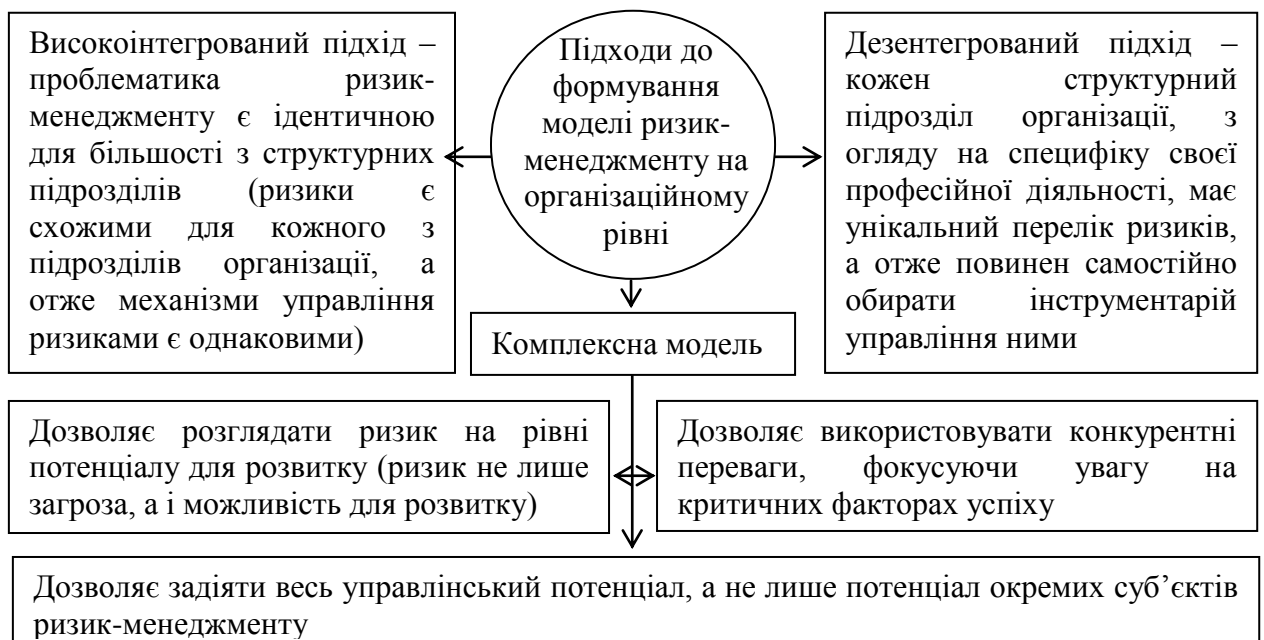 Високоінтегрований підхід –
проблематика ризик-
менеджменту є ідентичною
для більшості з структурних
підрозділів (ризики є
схожими для кожного з
підрозділів організації, а
отже механізми управління
ризиками є однаковими)
Підходи до
формування
моделі ризик-
менеджменту на
організаційному
рівні
Дезентегрований підхід –
кожен структурний
підрозділ організації, з
огляду на специфіку своєї
професійної діяльності, має
унікальний перелік ризиків,
а отже повинен самостійно
обирати інструментарій
управління ними
Комплексна модель
Дозволяє розглядати ризик на рівні
потенціалу для розвитку (ризик не лише
загроза, а і можливість для розвитку)
Дозволяє використовувати конкурентні
переваги, фокусуючи увагу на
критичних факторах успіху
Дозволяє задіяти весь управлінський потенціал, а не лише потенціал окремих суб’єктів
ризик-менеджменту